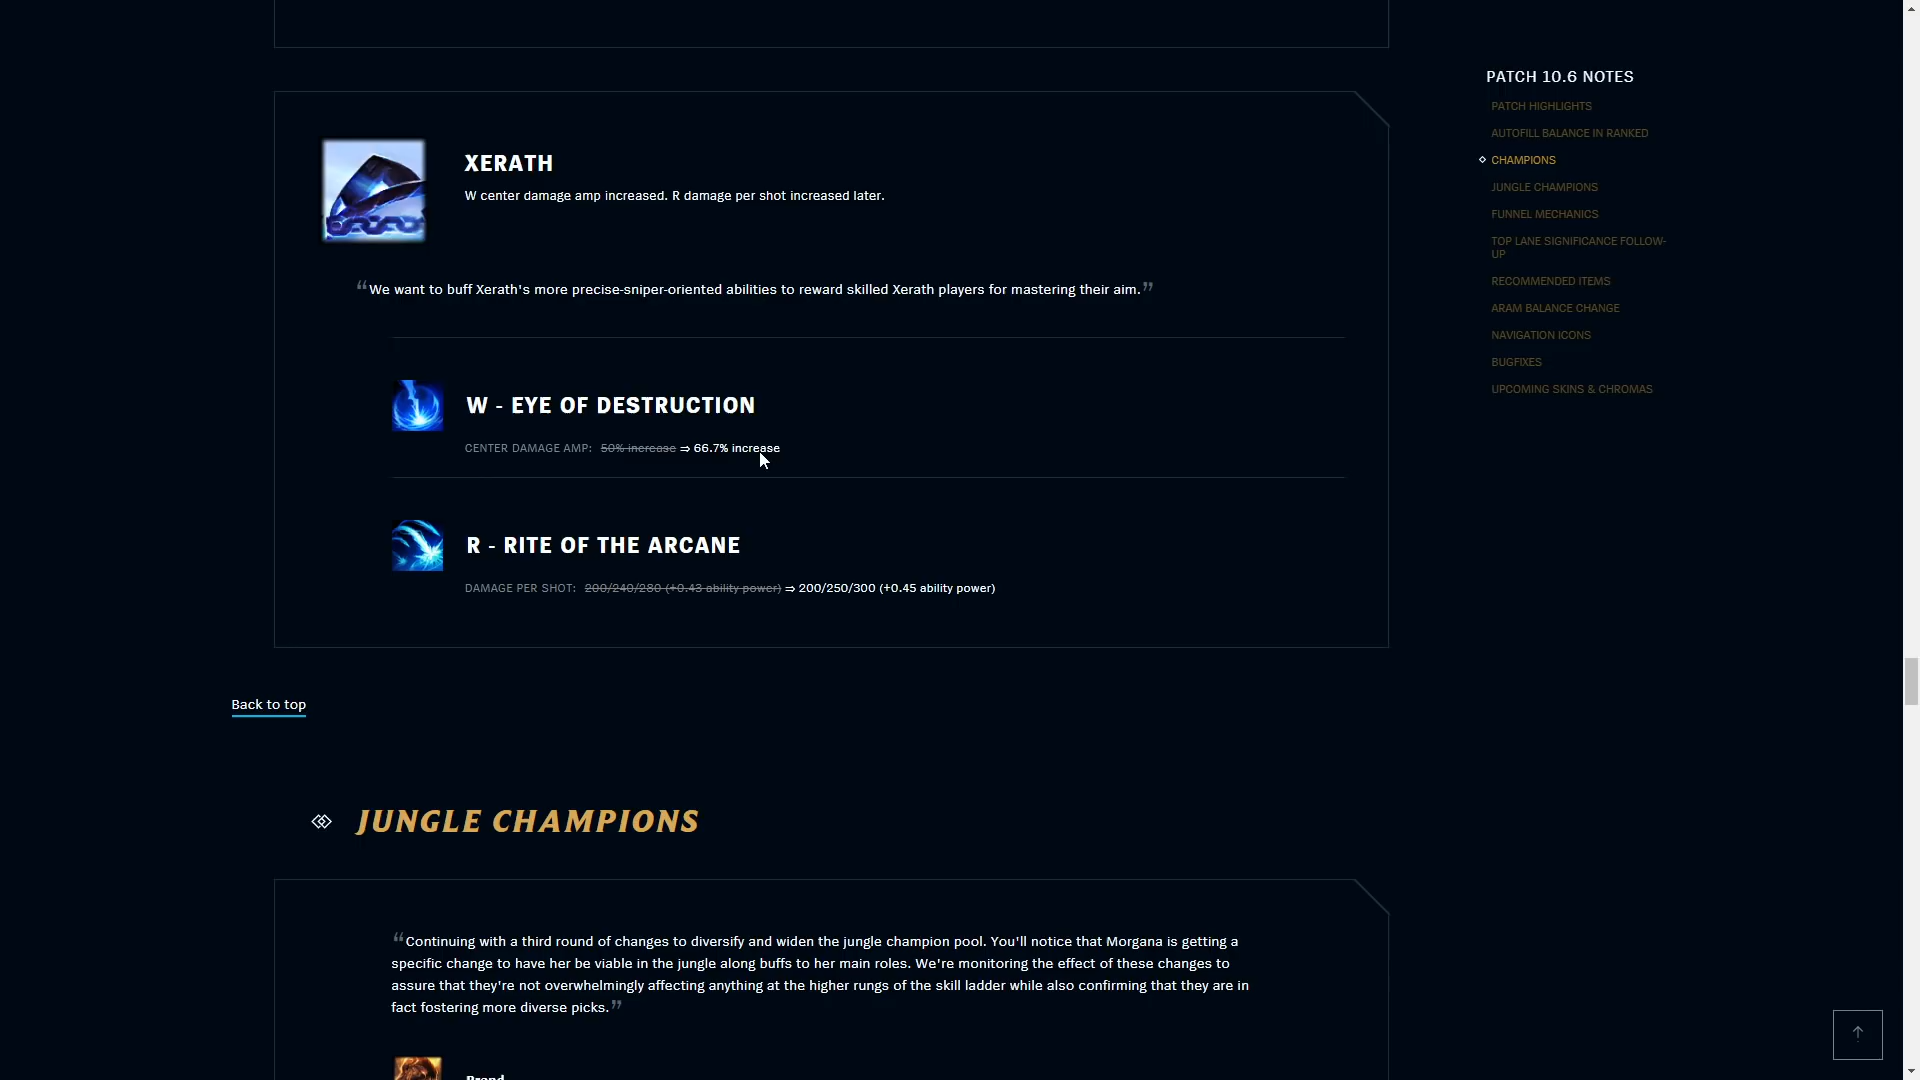 XERATH
W center damage amp increased. R damage per shot increased later.
“We want to buff Xerath's more precise-sniper-oriented abilities to reward skilled Xerath players for mastering their aim.”
W - EYE OF DESTRUCTION
CENTER DAMAGE AMP: 50% increase ⇒ 66.7% increase
R - RITE OF THE ARCANE
DAMAGE PER SHOT: 200/240/280 (+0.43 ability power) ⇒ 200/250/300 (+0.45 ability power)
Back to top
JUNGLE CHAMPIONS
“Continuing with a third round of changes to diversify and widen the jungle champion pool. You'll notice that Morgana is getting a
specific change to have her be viable in the jungle along buffs to her main roles. We're monitoring the effect of these changes to
assure that they're not overwhelmingly affecting anything at the higher rungs of the skill ladder while also confirming that they are in
fact fostering more diverse picks.”
Brand
PATCH 10.6 NOTES
PATCH HIGHLIGHTS
AUTOFILL BALANCE IN RANKED
CHAMPIONS
JUNGLE CHAMPIONS
FUNNEL MECHANICS
TOP LANE SIGNIFICANCE FOLLOW-
UP
RECOMMENDED ITEMS
ARAM BALANCE CHANGE
NAVIGATION ICONS
BUGFIXES
UPCOMING SKINS & CHROMAS